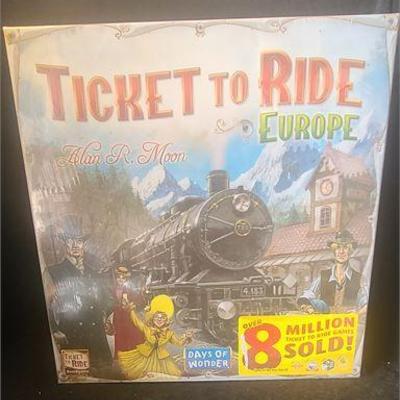 TICKET TO RIDE
EUROPE
Alan R. Moon
4.183
DAYS OF
WONDER
TICKET
TO RIDE
OVER
8 MILLION
TICKET TO RIDE GAMES
SOLD!